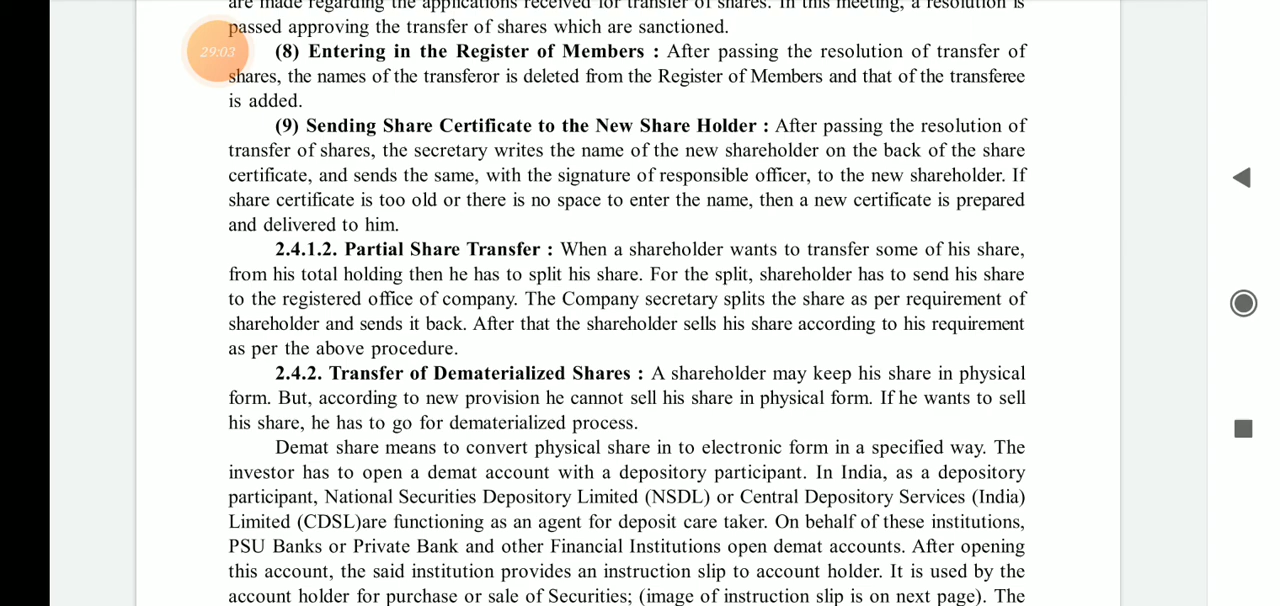 are made regarding the applications received for transfer of shares. In this meeting, a resolution is
passed approving the transfer of shares which are sanctioned.
29:03
(8) Entering in the Register of Members : After passing the resolution of transfer of
shares, the names of the transferor is deleted from the Register of Members and that of the transferee
is added.
(9) Sending Share Certificate to the New Share Holder : After passing the resolution of
transfer of shares, the secretary writes the name of the new shareholder on the back of the share
certificate, and sends the same, with the signature of responsible officer, to the new shareholder. If
share certificate is too old or there is no space to enter the name, then a new certificate is prepared
and delivered to him.
2.4.1.2. Partial Share Transfer : When a shareholder wants to transfer some of his share,
from his total holding then he has to split his share. For the split, shareholder has to send his share
to the registered office of company. The Company secretary splits the share as per requirement of
shareholder and sends it back. After that the shareholder sells his share according to his requirement
as per the above procedure.
2.4.2. Transfer of Dematerialized Shares : A shareholder may keep his share in physical
form. But, according to new provision he cannot sell his share in physical form. If he wants to sell
his share, he has to go for dematerialized process.
Demat share means to convert physical share in to electronic form in a specified way. The
investor has to open a demat account with a depository participant. In India, as a depository
participant, National Securities Depository Limited (NSDL) or Central Depository Services (India)
Limited (CDSL)are functioning as an agent for deposit care taker. On behalf of these institutions,
PSU Banks or Private Bank and other Financial Institutions open demat accounts. After opening
this account, the said institution provides an instruction slip to account holder. It is used by the
account holder for purchase or sale of Securities; (image of instruction slip is on next page). The